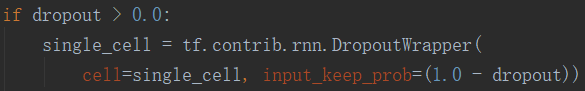 if dropout > 0.0:
    single_cell = tf.contrib.rnn.DropoutWrapper(
        cell=single_cell, input_keep_prob=(1.0 - dropout))